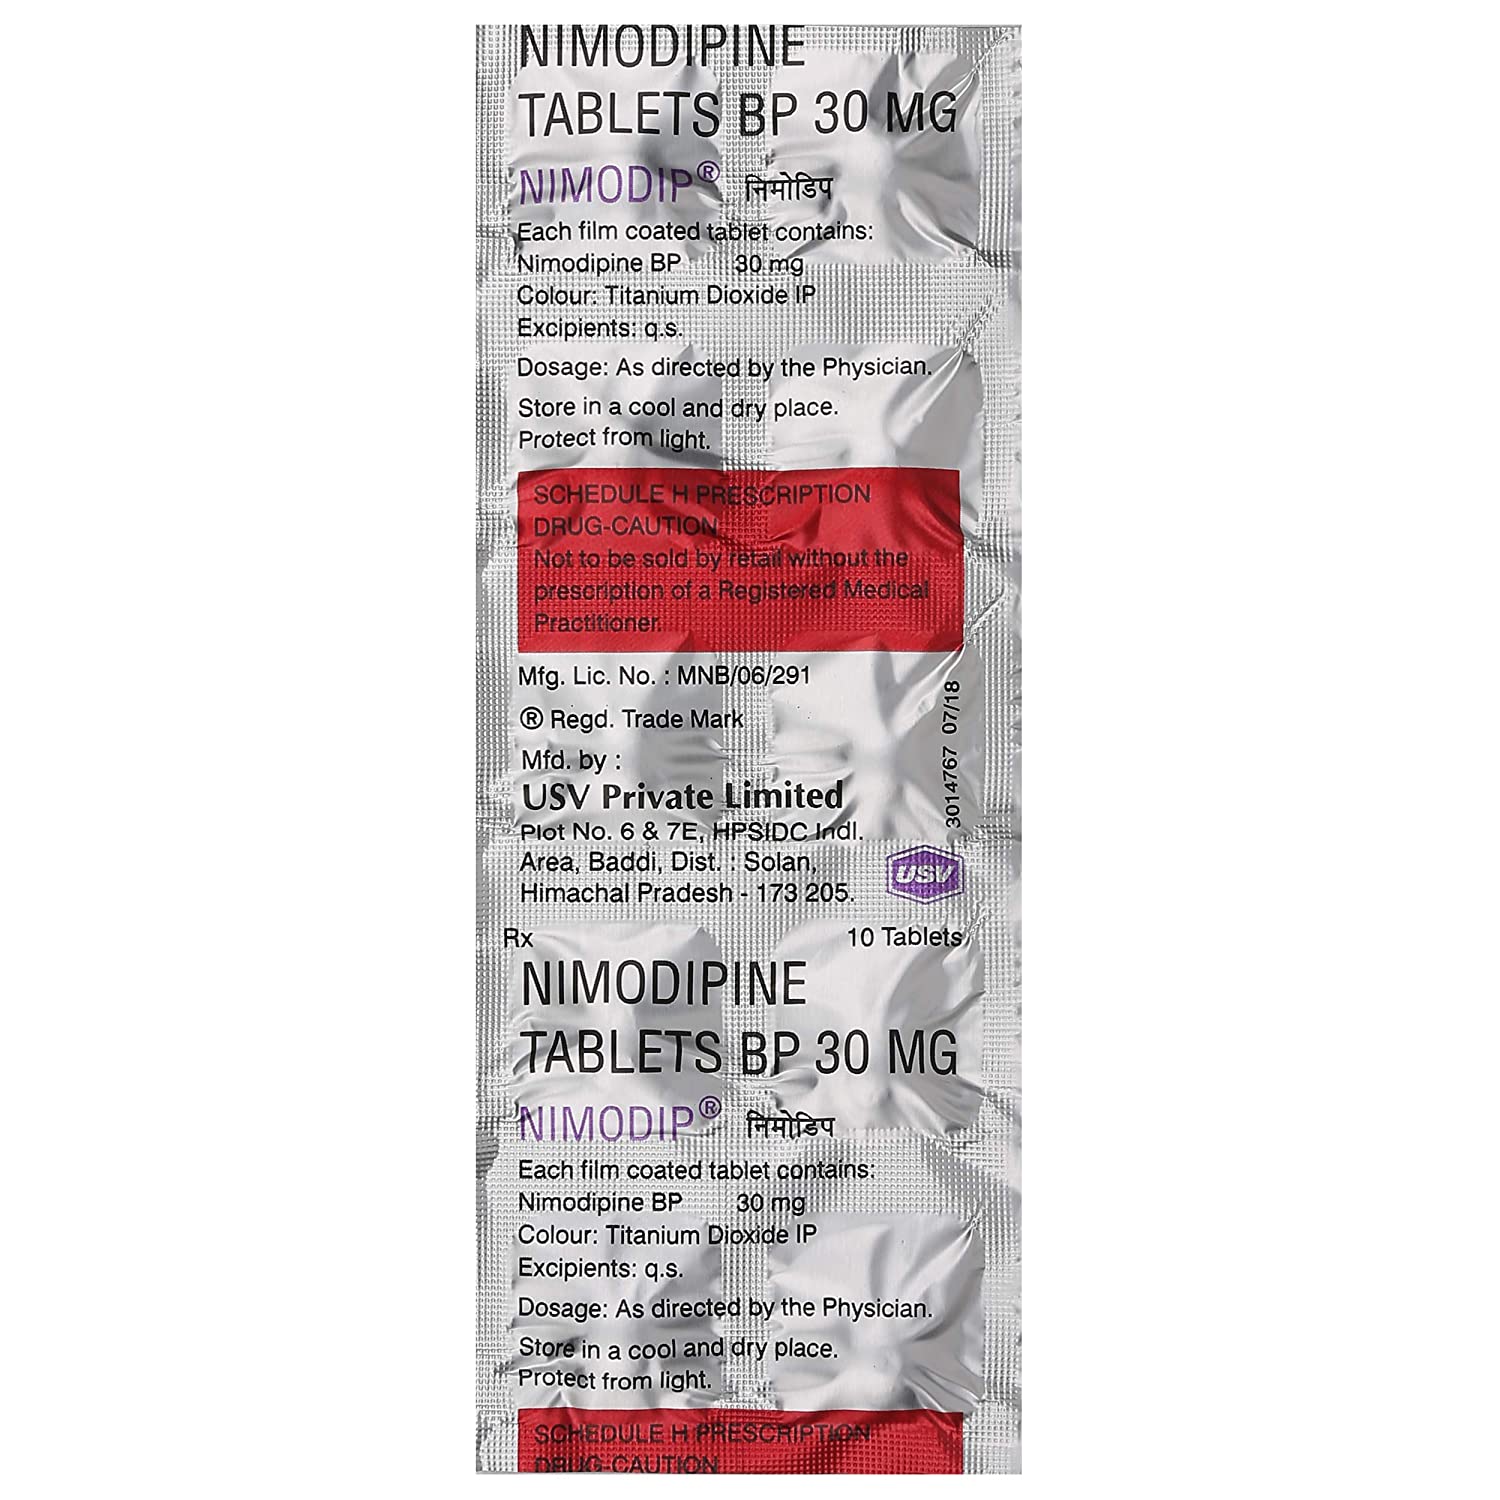 NIMODIPINE
TABLETS BP 30 MG
NIMODIP® निमोडिप
Each film coated tablet contains:
Nimodipine BP 30 mg
Colour: Titanium Dioxide IP
Excipients: q.s.
Dosage: As directed by the Physician.
Store in a cool and dry place.
Protect from light.
SCHEDULE H PRESCRIPTION
DRUG-CAUTION
Not to be sold by retail without the
prescription of a Registered Medical
Practitioner.
Mfg. Lic. No. : MNB/06/291
® Regd. Trade Mark
Mfd. by :
USV Private Limited
Plot No. 6 & 7E, HPSIDC Indl.
Area, Baddi, Dist. : Solan,
Himachal Pradesh - 173 205.
3014767 07/18
USV
Rx 10 Tablets
NIMODIPINE
TABLETS BP 30 MG
NIMODIP® निमोडिप
Each film coated tablet contains:
Nimodipine BP 30 mg
Colour: Titanium Dioxide IP
Excipients: q.s.
Dosage: As directed by the Physician.
Store in a cool and dry place.
Protect from light.
SCHEDULE H PRESCRIPTION
DRUG-CAUTION